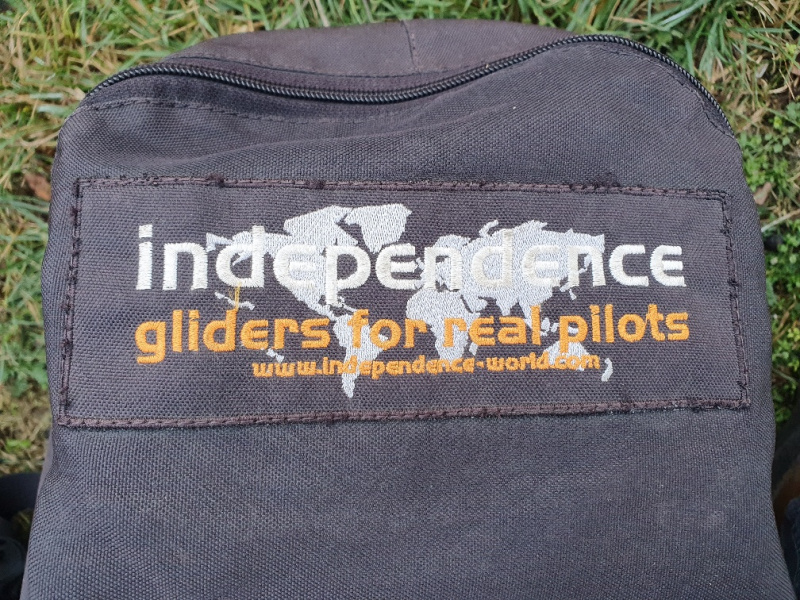 independence
gliders for real pilots
www.independence-world.com